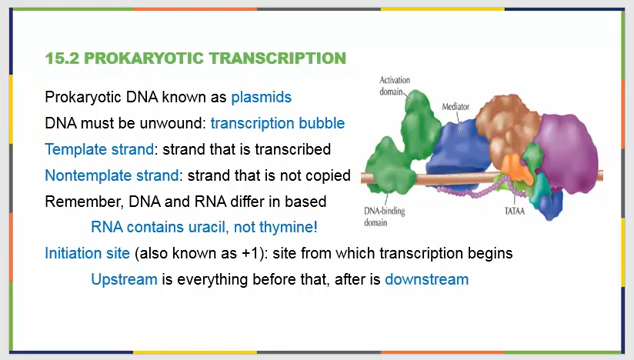 15.2 PROKARYOTIC TRANSCRIPTION
Prokaryotic DNA known as plasmids
DNA must be unwound: transcription bubble
Template strand: strand that is transcribed
Nontemplate strand: strand that is not copied
Remember, DNA and RNA differ in based
RNA contains uracil, not thymine!
Initiation site (also known as +1): site from which transcription begins
Upstream is everything before that, after is downstream
Activation
domain
Mediator
DNA-binding
domain
TATAA